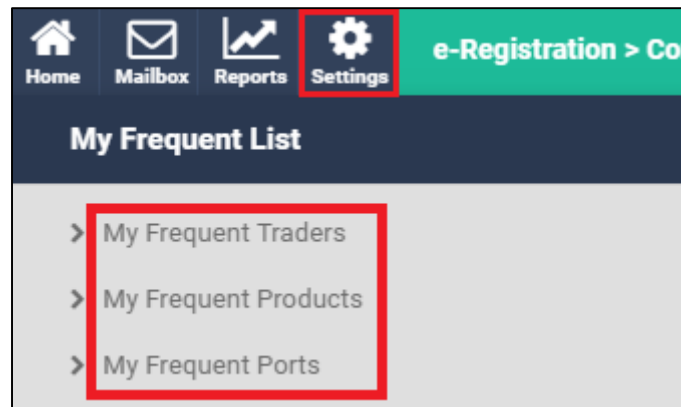 Home Mailbox Reports Settings e-Registration > Co
My Frequent List
My Frequent Traders
My Frequent Products
My Frequent Ports